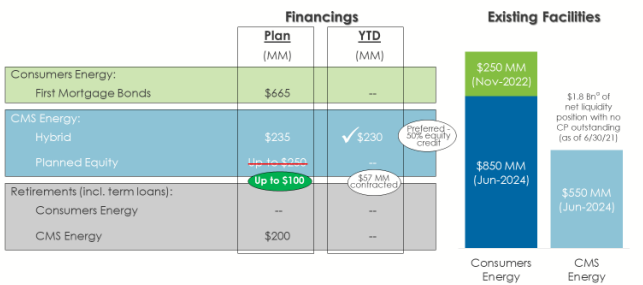 Financings
Existing Facilities
Plan
YTD
(MM)
(MM)
Consumers Energy:
First Mortgage Bonds
$665
--
CMS Energy:
Hybrid
$235
$230
Preferred -
50% equity
credit
Planned Equity
Up to $250
--
Up to $100
$57 MM
contracted
Retirements (incl. term loans):
Consumers Energy
--
--
CMS Energy
$200
--
$250 MM
(Nov-2022)
$850 MM
(Jun-2024)
Consumers
Energy
$1.8 Bn of
net liquidity
position with no
CP outstanding
(as of 6/30/21)
$550 MM
(Jun-2024)
CMS
Energy